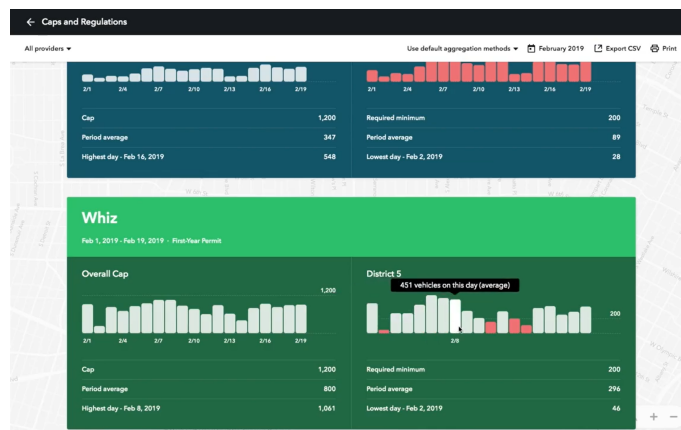 ← Caps and Regulations
All providers ▾
Use default aggregation methods ▾
February 2019
Export CSV
Print
2/1 2/4 2/7 2/10 2/13 2/16 2/19
2/1 2/4 2/7 2/10 2/13 2/16 2/19
Cap 1,200
Required minimum 200
Period average 347
Period average 89
Highest day - Feb 16, 2019 548
Lowest day - Feb 2, 2019 28
Whiz
Feb 1, 2019 - Feb 19, 2019 · First-Year Permit
Overall Cap
1,200
2/1 2/4 2/7 2/10 2/13 2/16 2/19
District 5
451 vehicles on this day (average)
200
2/8
Cap 1,200
Required minimum 200
Period average 800
Period average 296
Highest day - Feb 8, 2019 1,061
Lowest day - Feb 2, 2019 46
+ −